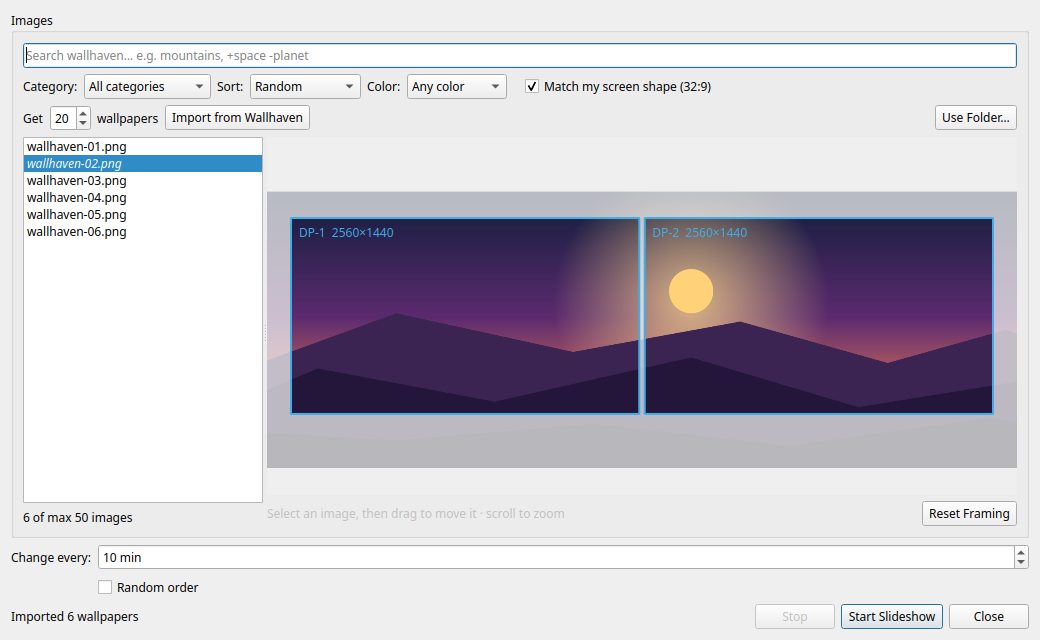 Images
Search wallhaven... e.g. mountains, +space -planet
Category: All categories Sort: Random Color: Any color Match my screen shape (32:9)
Get 20 wallpapers Import from Wallhaven Use Folder...
wallhaven-01.png
wallhaven-02.png
wallhaven-03.png
wallhaven-04.png
wallhaven-05.png
wallhaven-06.png
DP-1 2560×1440 DP-2 2560×1440
6 of max 50 images Select an image, then drag to move it · scroll to zoom Reset Framing
Change every: 10 min
Random order
Imported 6 wallpapers Stop Start Slideshow Close